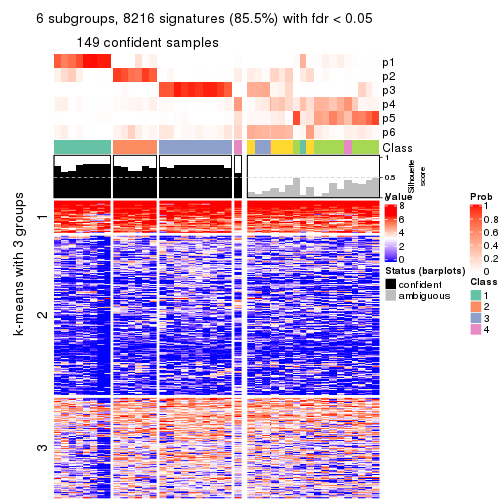 6 subgroups, 8216 signatures (85.5%) with fdr < 0.05
149 confident samples
p1
p2
p3
p4
p5
p6
Class
1
0.5
0
Silhouette
score
k-means with 3 groups
1
2
3
Value
8
6
4
2
0
Status (barplots)
confident
ambiguous
Prob
1
0.8
0.6
0.4
0.2
0
Class
1
2
3
4